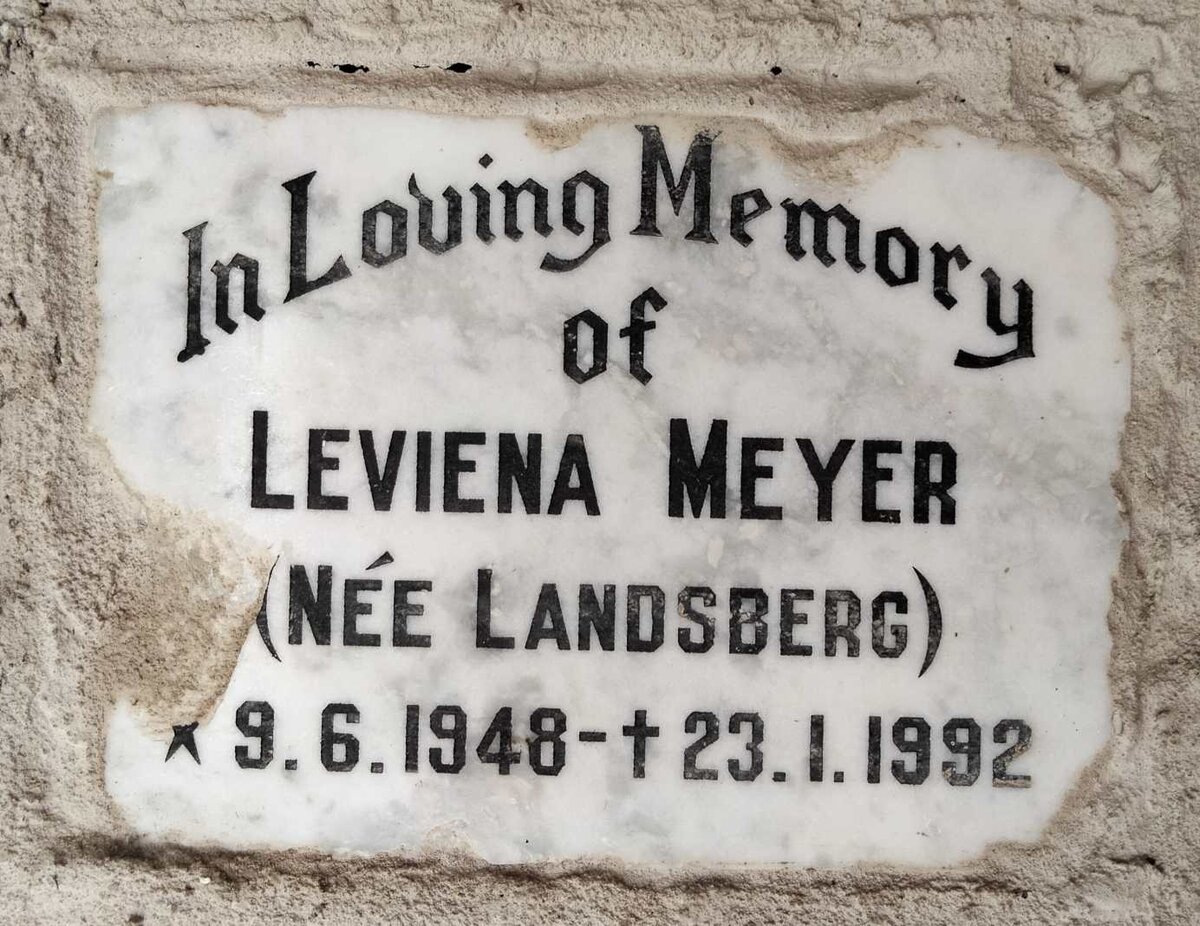 In Loving Memory
of
LEVIENA MEYER
(NÉE LANDSBERG)
★ 9.6.1948-✝23.1.1992